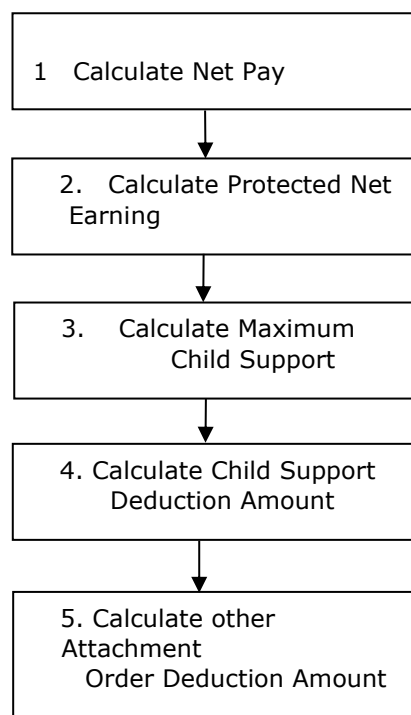 1 Calculate Net Pay
2. Calculate Protected Net
Earning
3. Calculate Maximum
Child Support
4. Calculate Child Support
Deduction Amount
5. Calculate other
Attachment
Order Deduction Amount